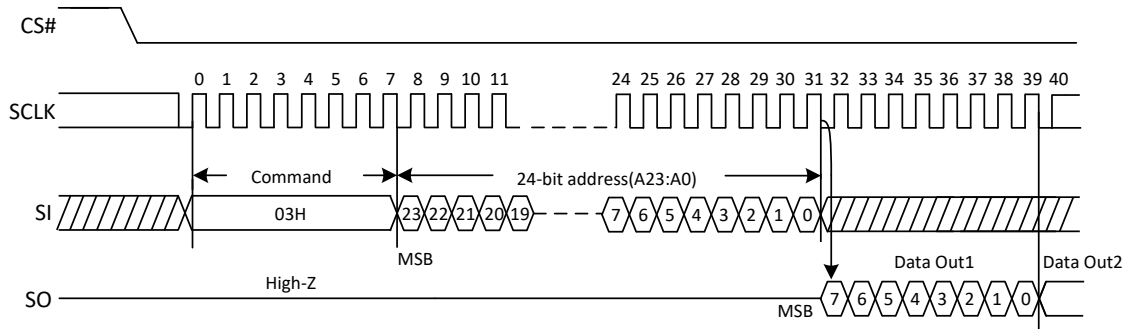 CS#
0 1 2 3 4 5 6 7 8 9 10 11 24 25 26 27 28 29 30 31 32 33 34 35 36 37 38 39 40
SCLK
Command 24-bit address(A23:A0)
SI 03H 23 22 21 20 19 7 6 5 4 3 2 1 0
MSB Data Out1 Data Out2
High-Z
SO MSB 7 6 5 4 3 2 1 0